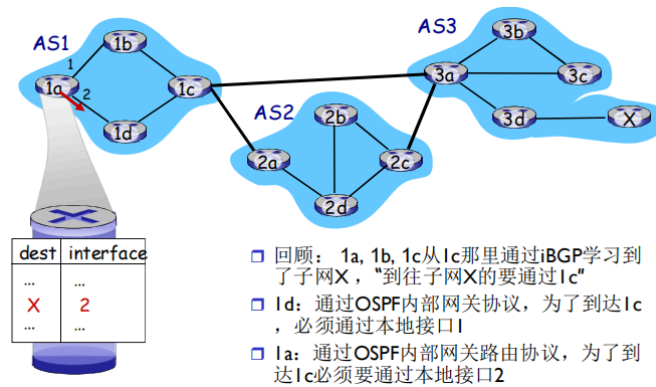 AS1
AS3
3b
1b
1
1a
2
1c
3a
3c
AS2
2b
3d
X
1d
2a
2c
2d
dest interface
... ...
X 2
... ...
回顾： 1a, 1b, 1c从1c那里通过iBGP学习到
了子网X，“到往子网X的要通过1c”
1d：通过OSPF内部网关协议，为了到达1c
，必须通过本地接口1
1a：通过OSPF内部网关路由协议，为了到
达1c必须要通过本地接口2